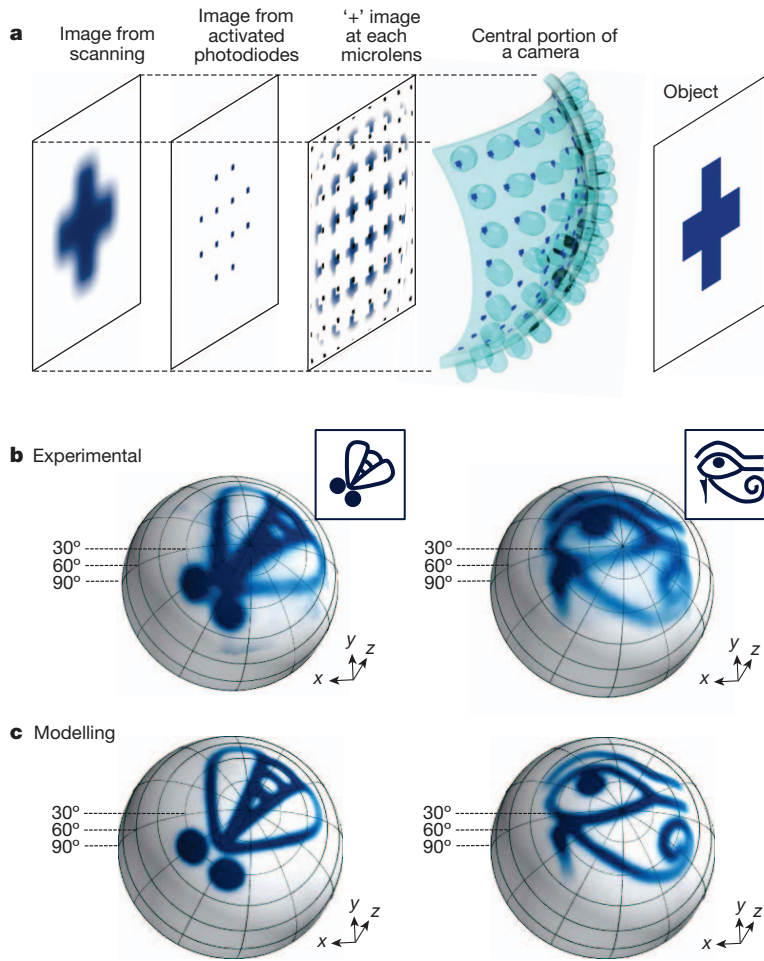 a
Image from
scanning
Image from
activated
photodiodes
‘+’ image
at each
microlens
Central portion of
a camera
Object
b Experimental
30º
60º
90º
x
y
z
30º
60º
90º
x
y
z
c Modelling
30º
60º
90º
x
y
z
30º
60º
90º
x
y
z